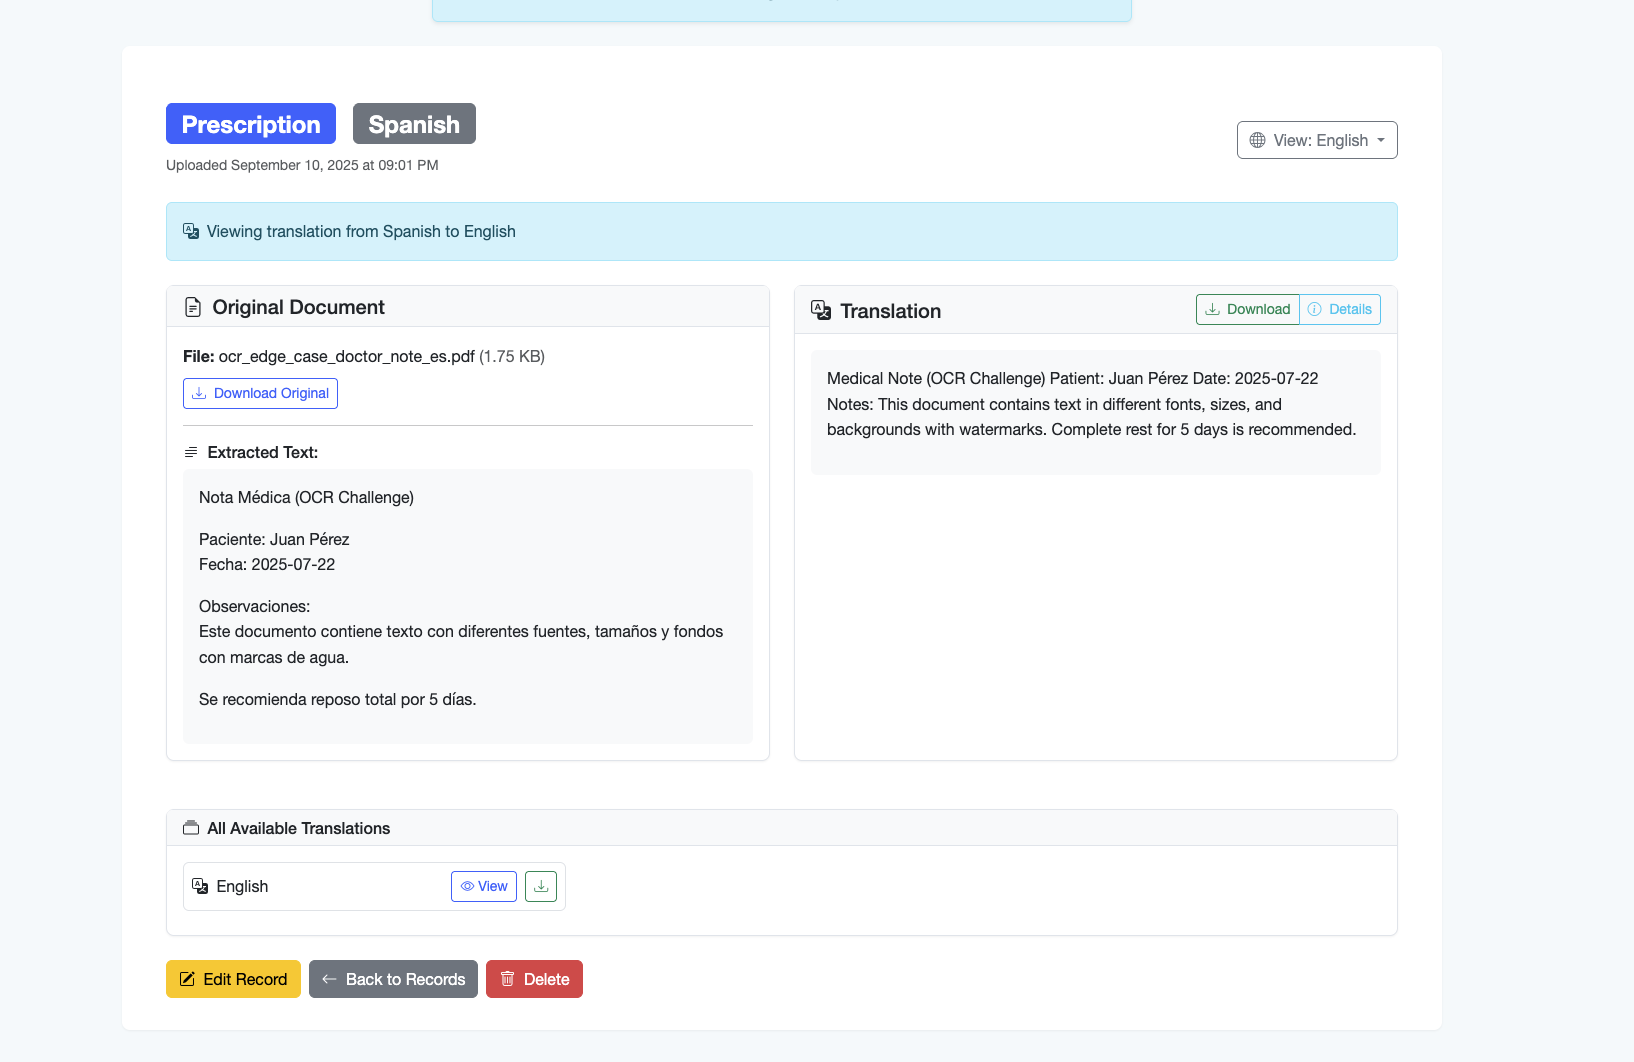 Prescription Spanish
View: English
Uploaded September 10, 2025 at 09:01 PM
Viewing translation from Spanish to English
Original Document
File: ocr_edge_case_doctor_note_es.pdf (1.75 KB)
Download Original
Extracted Text:
Nota Médica (OCR Challenge)
Paciente: Juan Pérez
Fecha: 2025-07-22
Observaciones:
Este documento contiene texto con diferentes fuentes, tamaños y fondos
con marcas de agua.
Se recomienda reposo total por 5 días.
Translation
Download Details
Medical Note (OCR Challenge) Patient: Juan Pérez Date: 2025-07-22
Notes: This document contains text in different fonts, sizes, and
backgrounds with watermarks. Complete rest for 5 days is recommended.
All Available Translations
English View
Edit Record Back to Records Delete